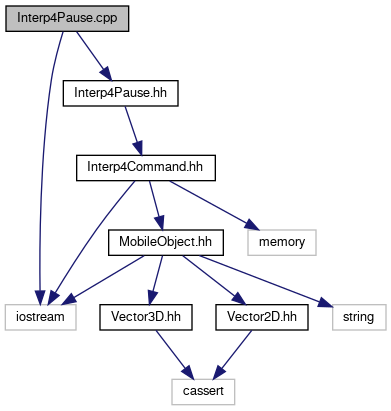 Interp4Pause.cpp
Interp4Pause.hh
Interp4Command.hh
MobileObject.hh
memory
iostream
Vector3D.hh
Vector2D.hh
string
cassert